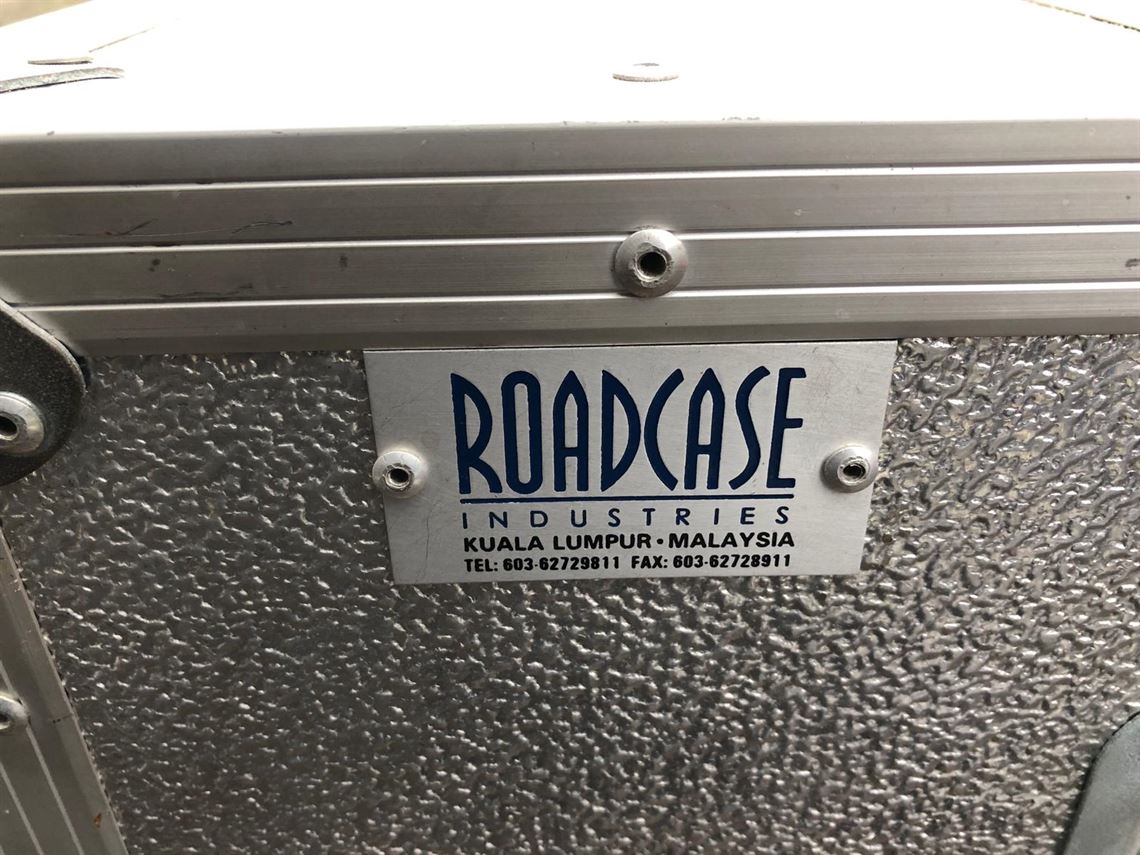 ROADCASE
INDUSTRIES
KUALA LUMPUR • MALAYSIA
TEL: 603-62729811 FAX: 603-62728911